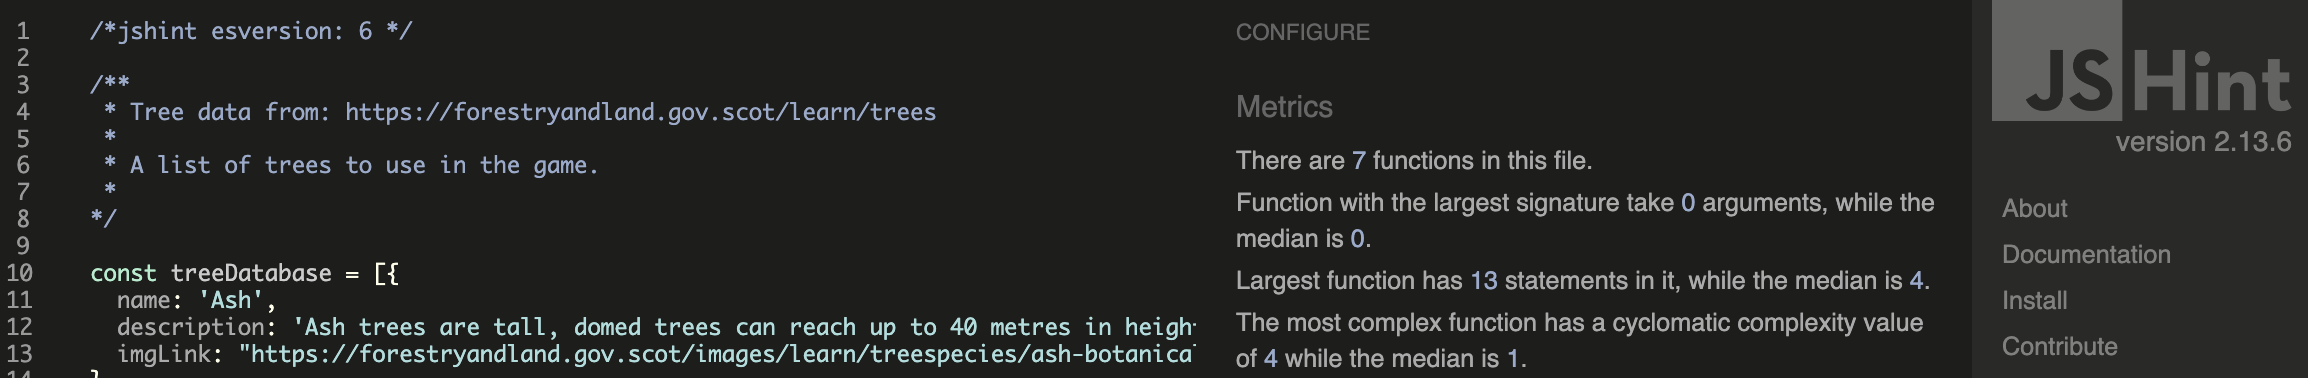 1 /*jshint esversion: 6 */
2
3 /**
4 * Tree data from: https://forestryandland.gov.scot/learn/trees
5 *
6 * A list of trees to use in the game.
7 *
8 */
9
10 const treeDatabase = [{
11 name: 'Ash',
12 description: 'Ash trees are tall, domed trees can reach up to 40 metres in heigh
13 imgLink: "https://forestryandland.gov.scot/images/learn/treespecies/ash-botanica
14 }
CONFIGURE
Metrics
There are 7 functions in this file.
Function with the largest signature take 0 arguments, while the
median is 0.
Largest function has 13 statements in it, while the median is 4.
The most complex function has a cyclomatic complexity value
of 4 while the median is 1.
JSHint
version 2.13.6
About
Documentation
Install
Contribute